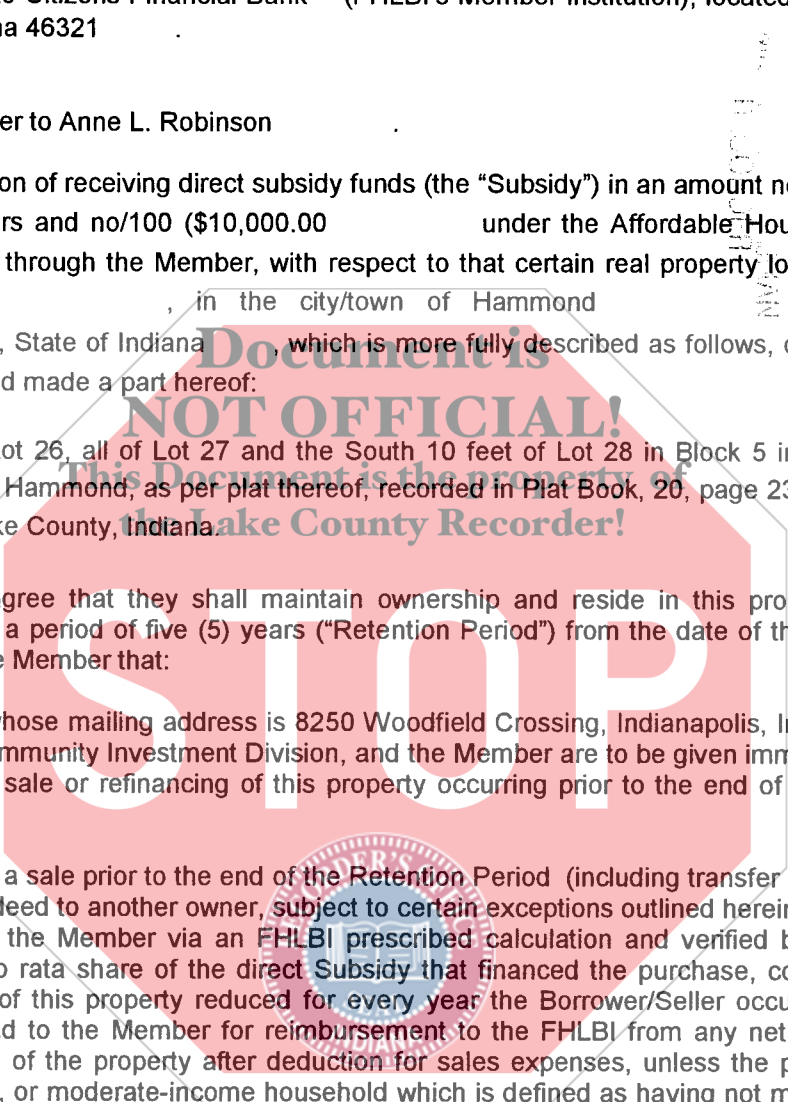 Citizens Financial Bank (FHLBI's Member Institution), located
na 46321 .
er to Anne L. Robinson .
on of receiving direct subsidy funds (the “Subsidy”) in an amount
rs and no/100 ($10,000.00 under the Affordable
through the Member, with respect to that certain real property
, in the city/town of Hammond
, State of Indiana , which is more fully described as follows,
d made a part hereof:
Document is
NOT OFFICIAL!
This Document is the property of
the Lake County Recorder!
ot 26, all of Lot 27 and the South 10 feet of Lot 28 in Block 5 in
Hammond, as per plat thereof, recorded in Plat Book, 20, page 23
ke County, Indiana.
gree that they shall maintain ownership and reside in this
a period of five (5) years (“Retention Period”) from the date of
e Member that:
STOP
hose mailing address is 8250 Woodfield Crossing, Indianapolis,
mmunity Investment Division, and the Member are to be given
sale or refinancing of this property occurring prior to the end of
a sale prior to the end of the Retention Period (including transfer
deed to another owner, subject to certain exceptions outlined herein
the Member via an FHLBI prescribed calculation and verified
o rata share of the direct Subsidy that financed the purchase,
of this property reduced for every year the Borrower/Seller
d to the Member for reimbursement to the FHLBI from any net
of the property after deduction for sales expenses, unless the
, or moderate-income household which is defined as having not